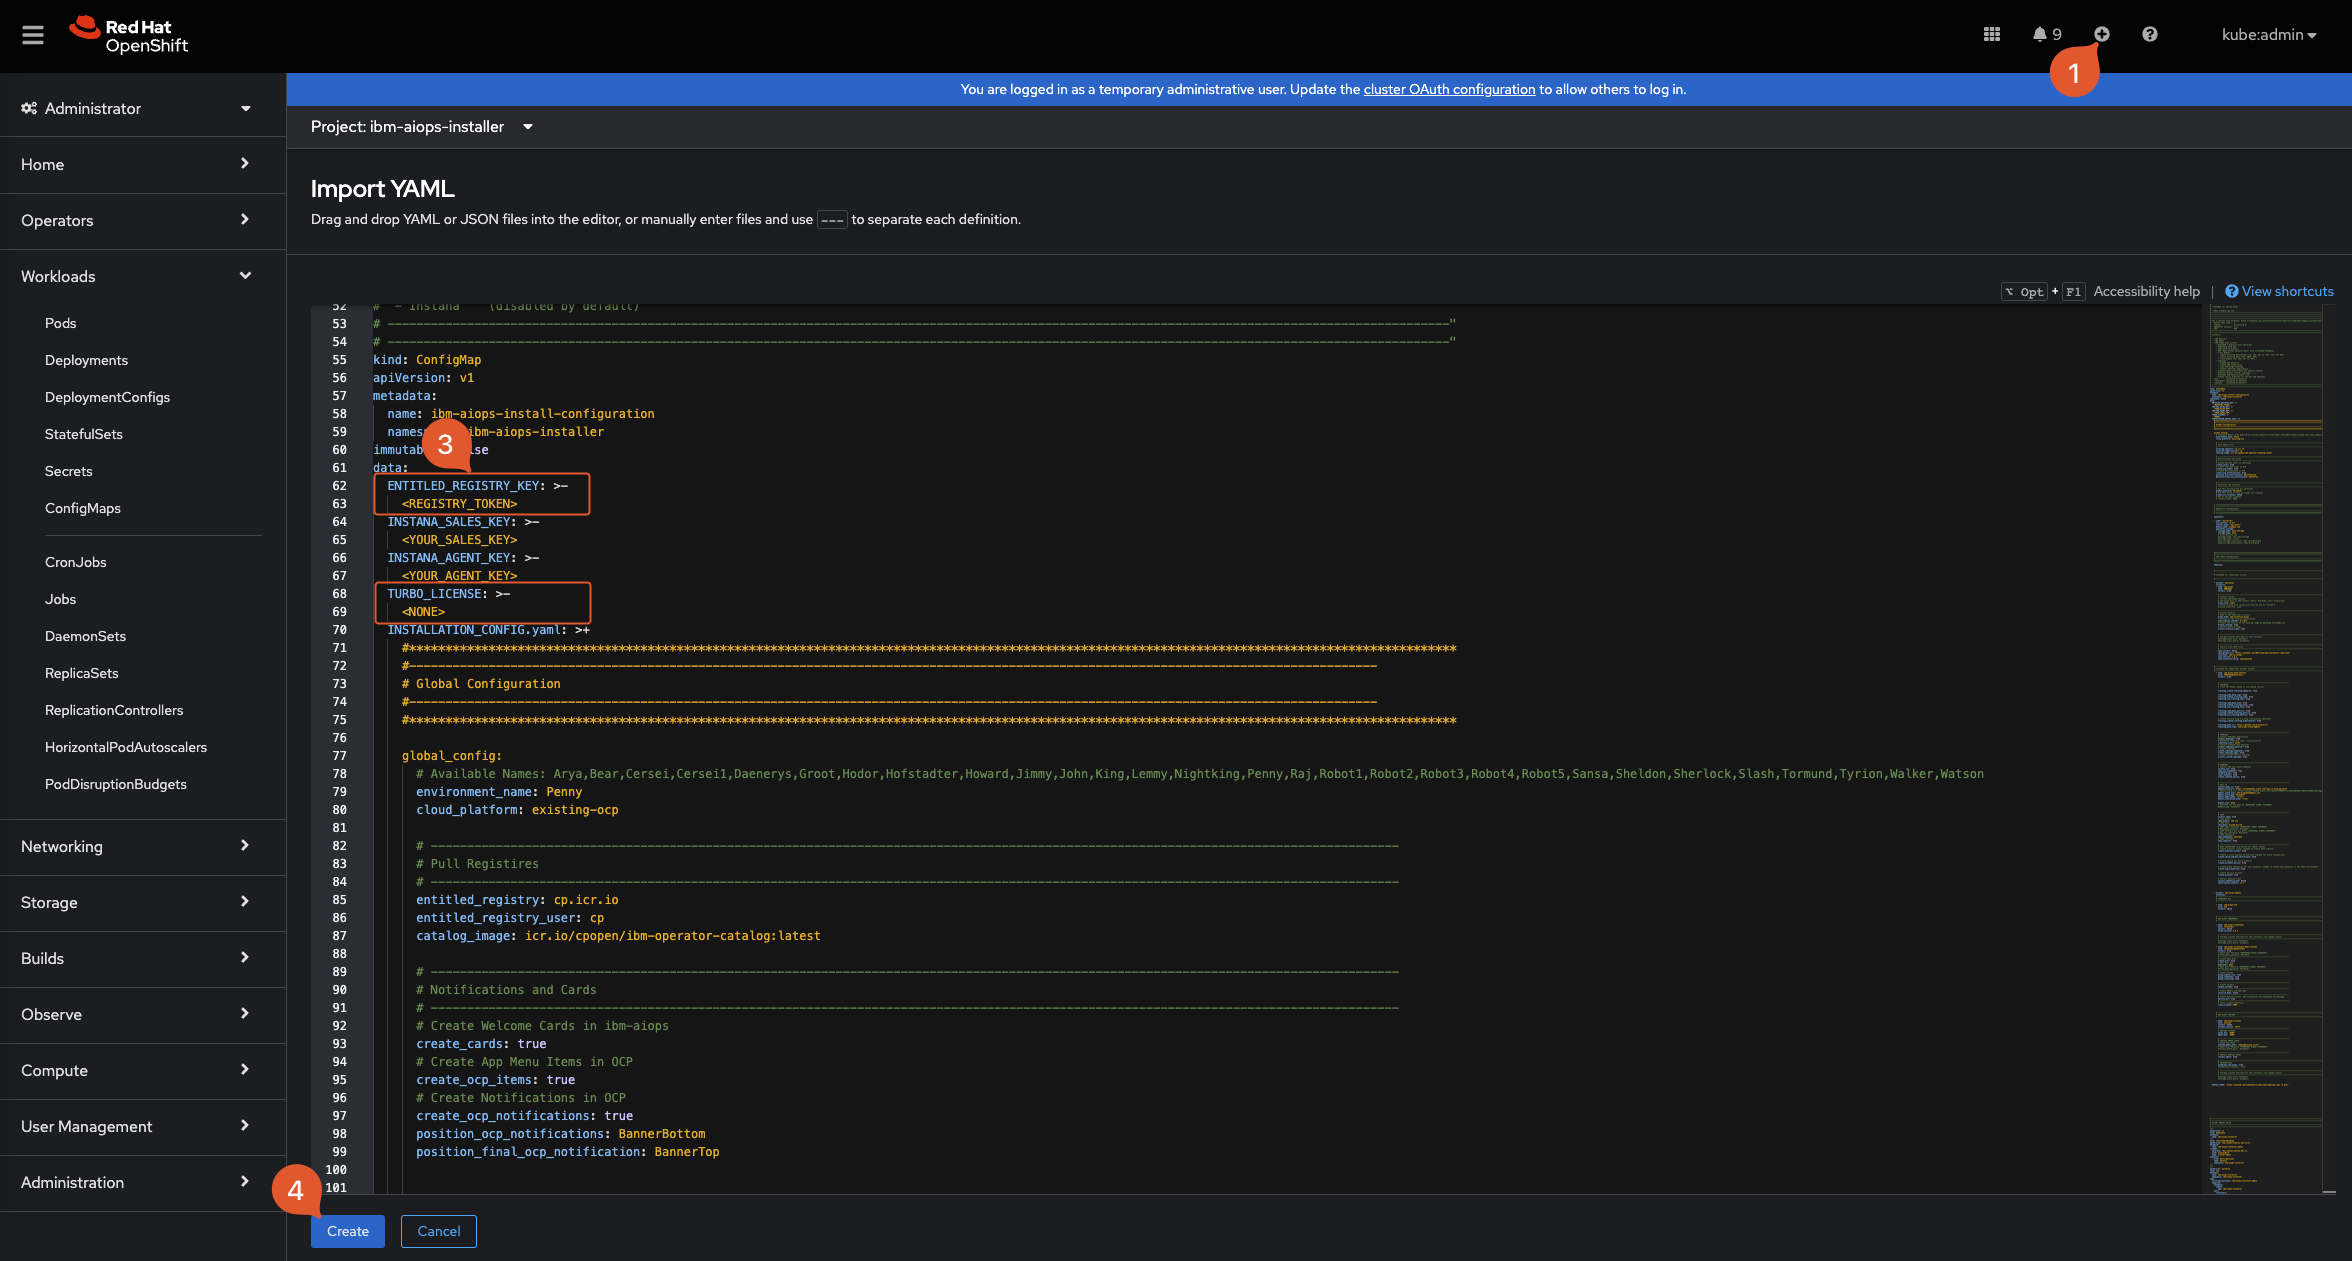 Red Hat
OpenShift
9
kube:admin
1
You are logged in as a temporary administrative user. Update the cluster OAuth configuration to allow others to log in.
Administrator
Project: ibm-aiops-installer
Home
Operators
Workloads
Pods
Deployments
DeploymentConfigs
StatefulSets
Secrets
ConfigMaps
CronJobs
Jobs
DaemonSets
ReplicaSets
ReplicationControllers
HorizontalPodAutoscalers
PodDisruptionBudgets
Networking
Storage
Builds
Observe
Compute
User Management
Administration
Import YAML
Drag and drop YAML or JSON files into the editor, or manually enter files and use --- to separate each definition.
⌥ Opt + F1 Accessibility help | View shortcuts
52 # - Instana (disabled by default)
53 # ---------------------------------------------------------------------------------------------------------------------------------------------------"
54 # ---------------------------------------------------------------------------------------------------------------------------------------------------"
55 kind: ConfigMap
56 apiVersion: v1
57 metadata:
58 name: ibm-aiops-install-configuration
59 names ibm-aiops-installer
3
60 immutab lse
61 data:
62 ENTITLED_REGISTRY_KEY: >-
63 <REGISTRY_TOKEN>
64 INSTANA_SALES_KEY: >-
65 <YOUR_SALES_KEY>
66 INSTANA_AGENT_KEY: >-
67 <YOUR_AGENT_KEY>
68 TURBO_LICENSE: >-
69 <NONE>
70 INSTALLATION_CONFIG.yaml: >+
71 #*************************************************************************************************************************************************
72 #--------------------------------------------------------------------------------------------------------------------------------------
73 # Global Configuration
74 #--------------------------------------------------------------------------------------------------------------------------------------
75 #*************************************************************************************************************************************************
76
77 global_config:
78 # Available Names: Arya,Bear,Cersei,Cersei1,Daenerys,Groot,Hodor,Hofstadter,Howard,Jimmy,John,King,Lemmy,Nightking,Penny,Raj,Robot1,Robot2,Robot3,Robot4,Robot5,Sansa,Sheldon,Sherlock,Slash,Tormund,Tyrion,Walker,Watson
79 environment_name: Penny
80 cloud_platform: existing-ocp
81
82 # --------------------------------------------------------------------------------------------------------------------------------------
83 # Pull Registires
84 # --------------------------------------------------------------------------------------------------------------------------------------
85 entitled_registry: cp.icr.io
86 entitled_registry_user: cp
87 catalog_image: icr.io/cpopen/ibm-operator-catalog:latest
88
89 # --------------------------------------------------------------------------------------------------------------------------------------
90 # Notifications and Cards
91 # --------------------------------------------------------------------------------------------------------------------------------------
92 # Create Welcome Cards in ibm-aiops
93 create_cards: true
94 # Create App Menu Items in OCP
95 create_ocp_items: true
96 # Create Notifications in OCP
97 create_ocp_notifications: true
98 position_ocp_notifications: BannerBottom
99 position_final_ocp_notification: BannerTop
100
101
4
Create
Cancel